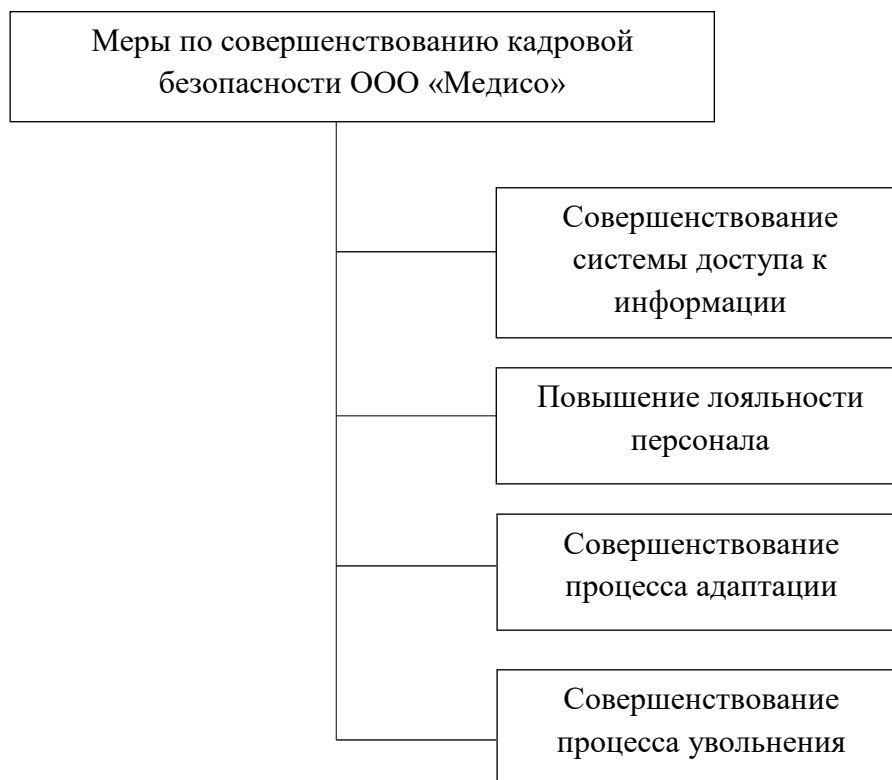 Меры по совершенствованию кадровой
безопасности ООО «Медисо»
Совершенствование
системы доступа к
информации
Повышение лояльности
персонала
Совершенствование
процесса адаптации
Совершенствование
процесса увольнения